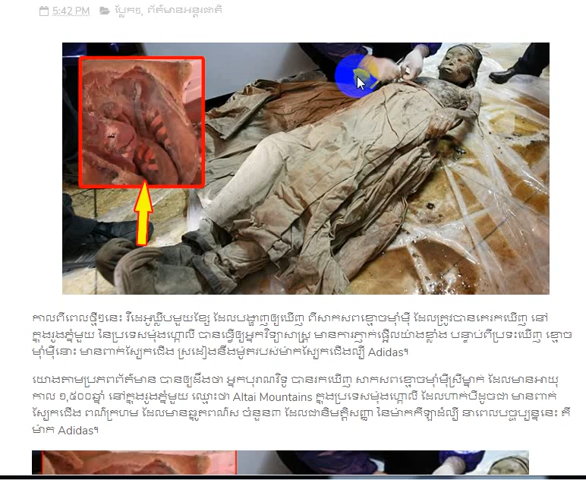 5:42 PM ប្លែកៗ, ព័ត៌មានអន្តរជាតិ
កាលពីពេលថ្មីៗនេះ វីដេអូឃ្លីបមួយខ្សែ ដែលបង្ហាញឲ្យឃើញ ពីសាកសពខ្មោចម៉ាំម៉ី ដែលត្រូវបានគេរកឃើញ នៅ
ក្នុងរូងភ្នំមួយ នៃប្រទេសម៉ុងហ្គោលី បានធ្វើឲ្យអ្នកវិទ្យាសាស្ត្រ មានការភ្ញាក់ផ្អើលយ៉ាងខ្លាំង បន្ទាប់ពីប្រទះឃើញ ខ្មោច
ម៉ាំម៉ីនោះ មានពាក់ស្បែកជើង ស្រដៀងនឹងម៉ូតរបស់ម៉ាកស្បែកជើងល្បី Adidas។
យោងតាមប្រភពព័ត៌មាន បានឲ្យដឹងថា អ្នកបុរាណវិទូ បានរកឃើញ សាកសពខ្មោចម៉ាំម៉ីស្រីម្នាក់ ដែលមានអាយុ
កាល ១,៥០០ឆ្នាំ នៅក្នុងរូងភ្នំមួយ ឈ្មោះថា Altai Mountains ក្នុងប្រទេសម៉ុងហ្គោលី ដែលហាក់បីដូចជា មានពាក់
ស្បែកជើង ពណ៌ក្រហម ដែលមានឆ្នូតពណ៌ស ចំនួន៣ ដែលជានិមត្តិសញ្ញា នៃម៉ាកកីឡាដ៏ល្បី នាពេលបច្ចុប្បន្ននេះ គឺ
ម៉ាក Adidas។